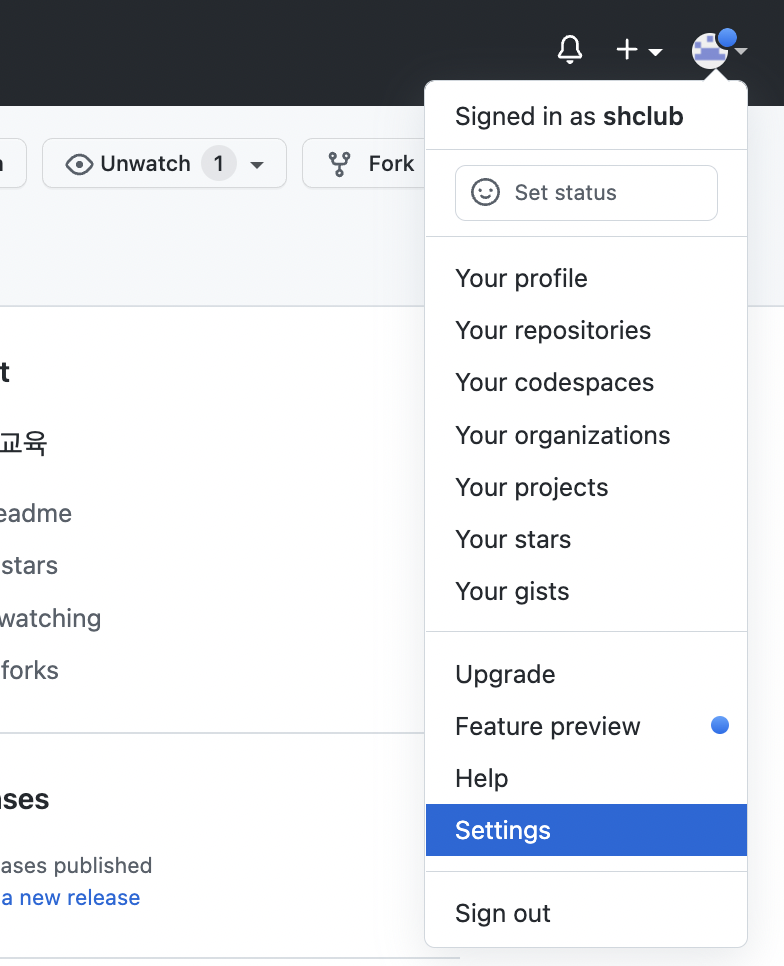 Signed in as shclub
Unwatch 1
Fork
Set status
Your profile
Your repositories
Your codespaces
Your organizations
Your projects
Your stars
Your gists
Upgrade
Feature preview
Help
Settings
Sign out
t
교육
eadme
stars
watching
forks
ses
ases published
a new release